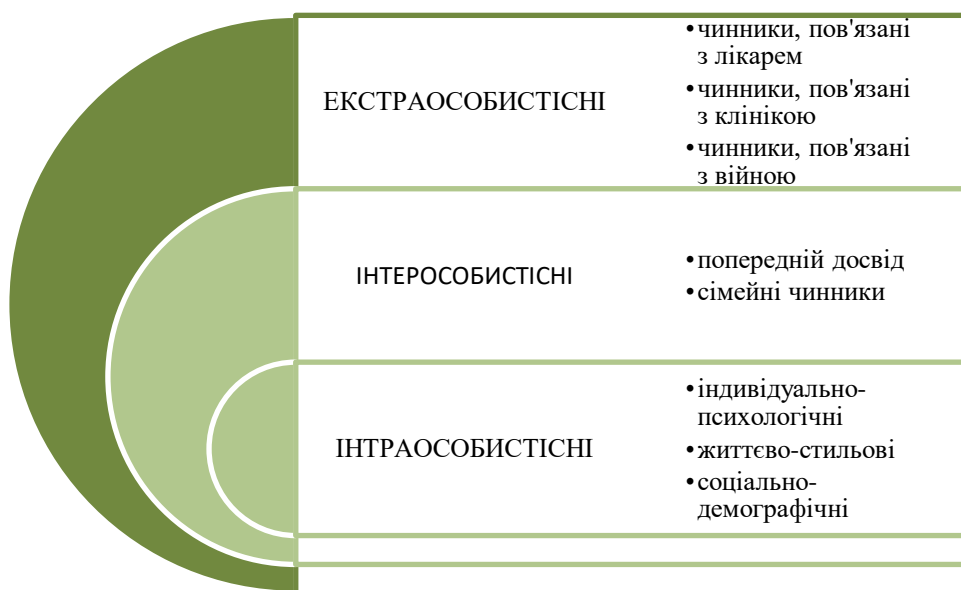 ЕКСТРАОСОБИСТІСНІ
•чинники, пов'язані
з лікарем
•чинники, пов'язані
з клінікою
•чинники, пов'язані
з війною
ІНТЕРОСОБИСТІСНІ
•попередній досвід
•сімейні чинники
ІНТРАОСОБИСТІСНІ
•індивідуально-
психологічні
•життєво-стильові
•соціально-
демографічні